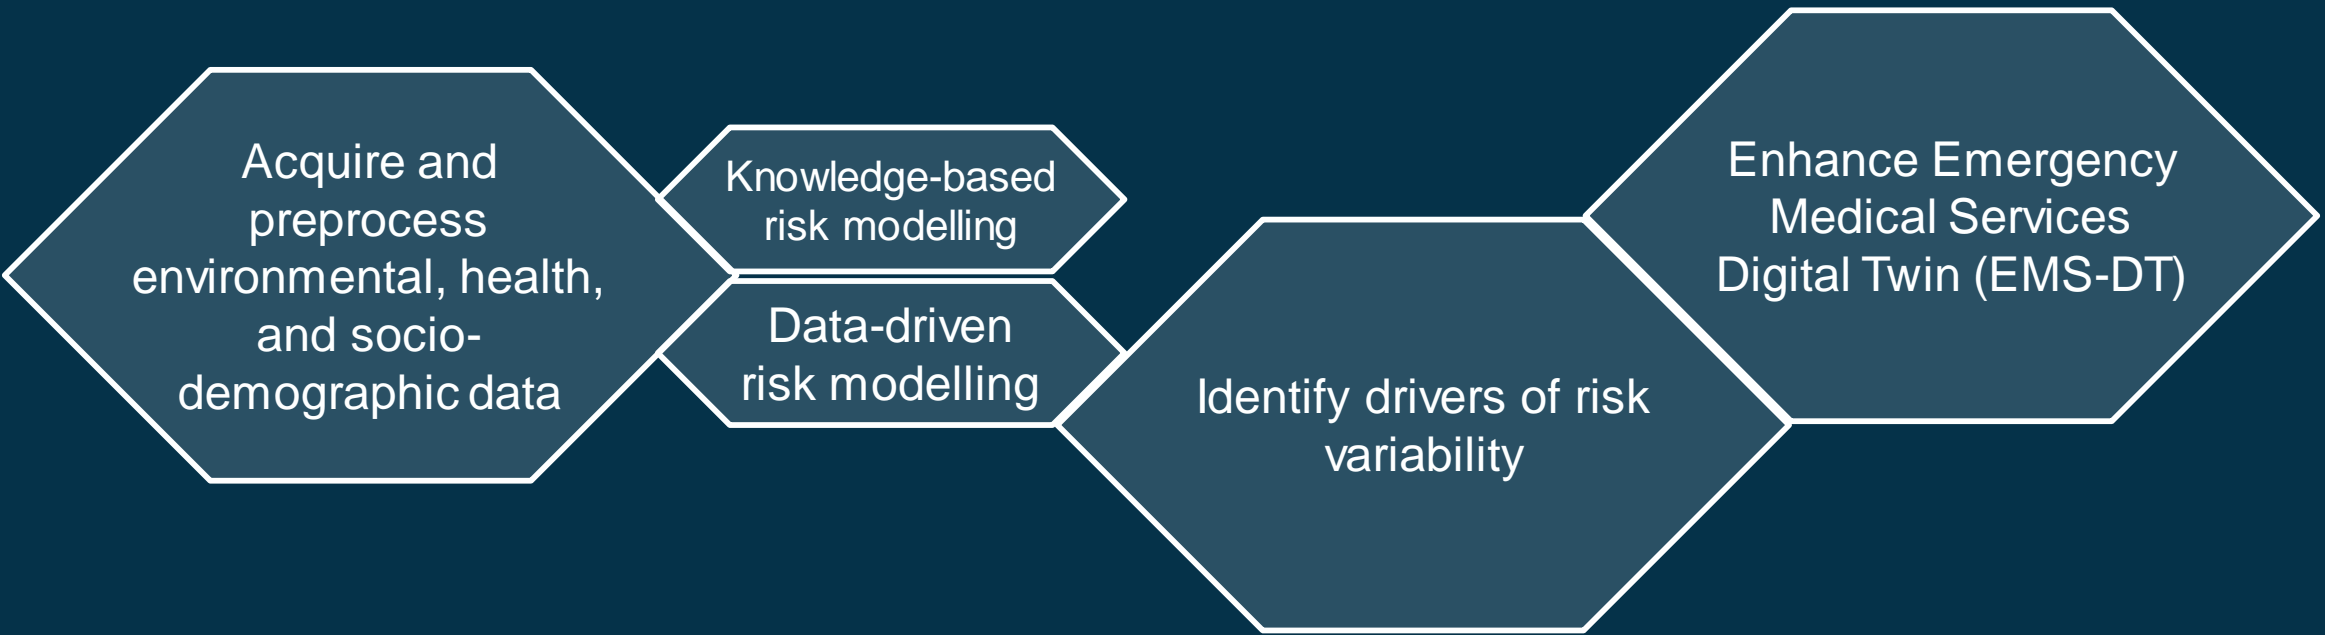 Acquire and
preprocess
environmental, health,
and socio-
demographic data
Knowledge-based
risk modelling
Data-driven
risk modelling
Identify drivers of risk
variability
Enhance Emergency
Medical Services
Digital Twin (EMS-DT)